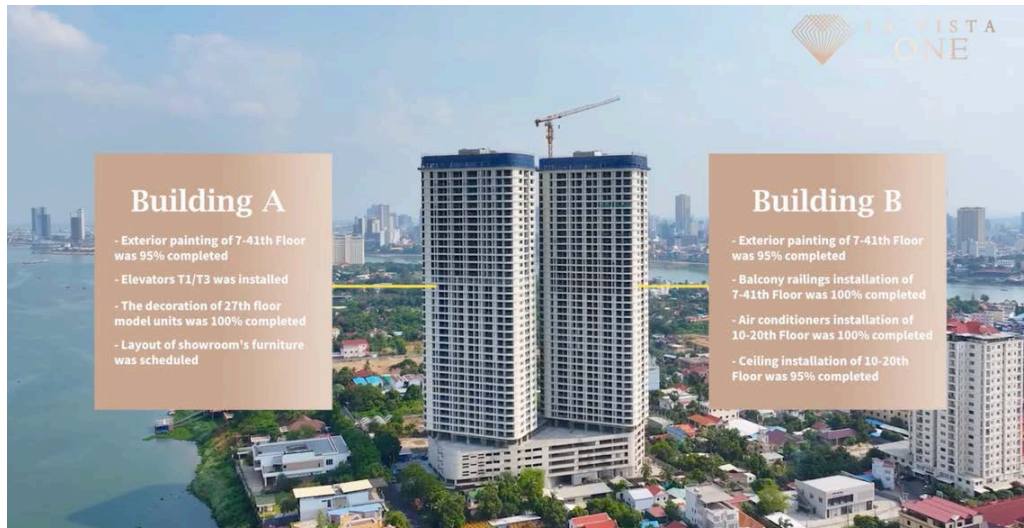 LA VISTA
ONE
Building A
- Exterior painting of 7-41th Floor
was 95% completed
- Elevators T1/T3 was installed
- The decoration of 27th floor
model units was 100% completed
- Layout of showroom's furniture
was scheduled
Building B
- Exterior painting of 7-41th Floor
was 95% completed
- Balcony railings installation of
7-41th Floor was 100% completed
- Air conditioners installation of
10-20th Floor was 100% completed
- Ceiling installation of 10-20th
Floor was 95% completed